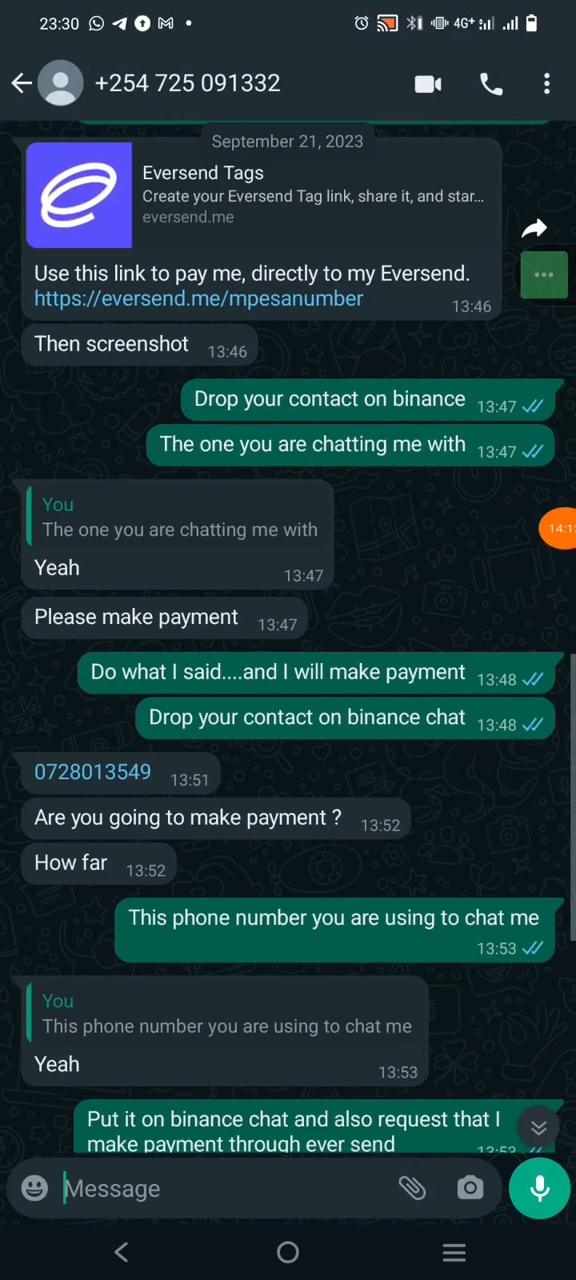 23:30
4G+
+254 725 091332
September 21, 2023
Eversend Tags
Create your Eversend Tag link, share it, and star...
eversend.me
Use this link to pay me, directly to my Eversend.
https://eversend.me/mpesanumber
13:46
Then screenshot 13:46
Drop your contact on binance 13:47
The one you are chatting me with 13:47
You
The one you are chatting me with
Yeah 13:47
Please make payment 13:47
Do what I said....and I will make payment 13:48
Drop your contact on binance chat 13:48
0728013549 13:51
Are you going to make payment ? 13:52
How far 13:52
This phone number you are using to chat me
13:53
You
This phone number you are using to chat me
Yeah 13:53
Put it on binance chat and also request that I
make payment through ever send 13:53
Message